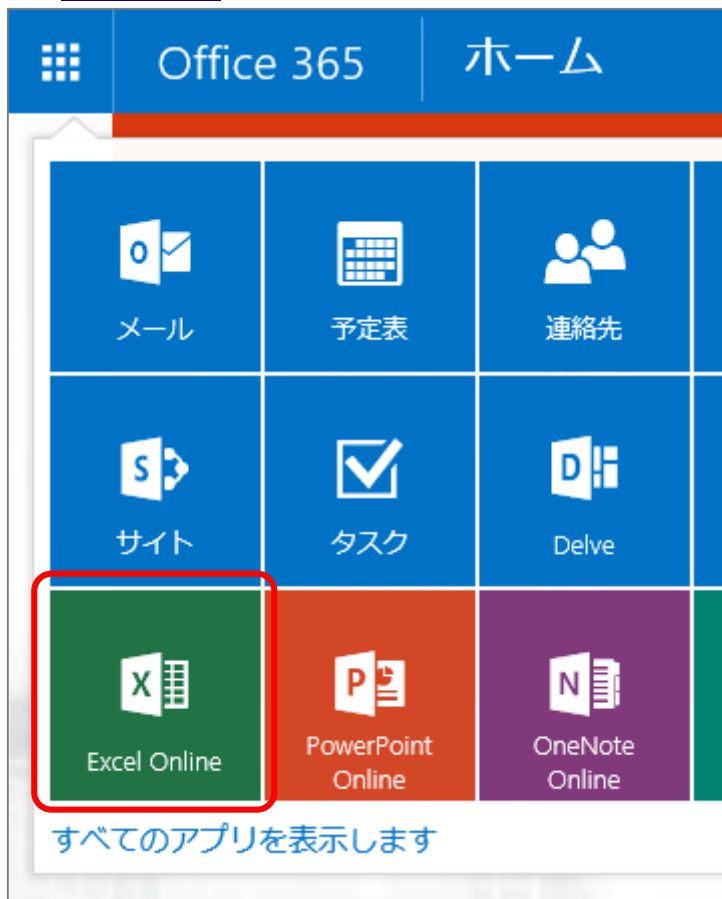 Office 365
ホーム
メール
予定表
連絡先
サイト
タスク
Delve
Excel Online
PowerPoint
Online
OneNote
Online
すべてのアプリを表示します